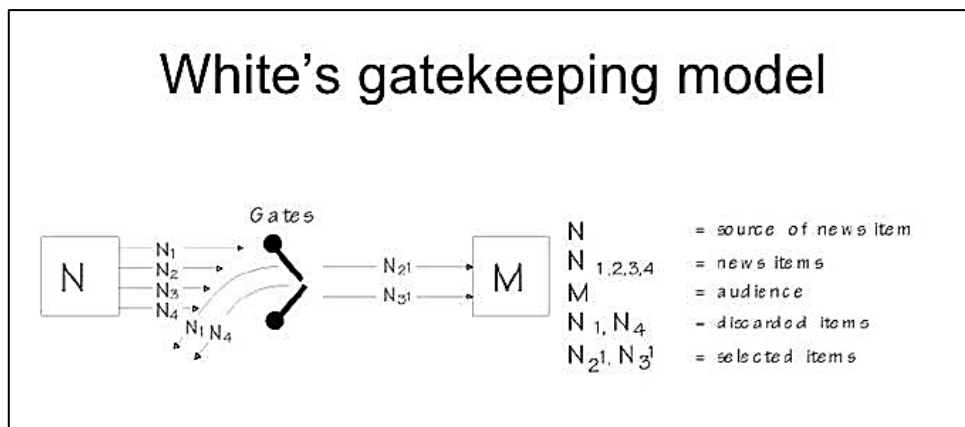 White's gatekeeping model
Gates
N
N1
N2
N3
N4
N1 N4
N2¹
N3¹
M
N = source of news item
N 1,2,3,4 = news items
M = audience
N 1, N4 = discarded items
N2¹, N3¹ = selected items